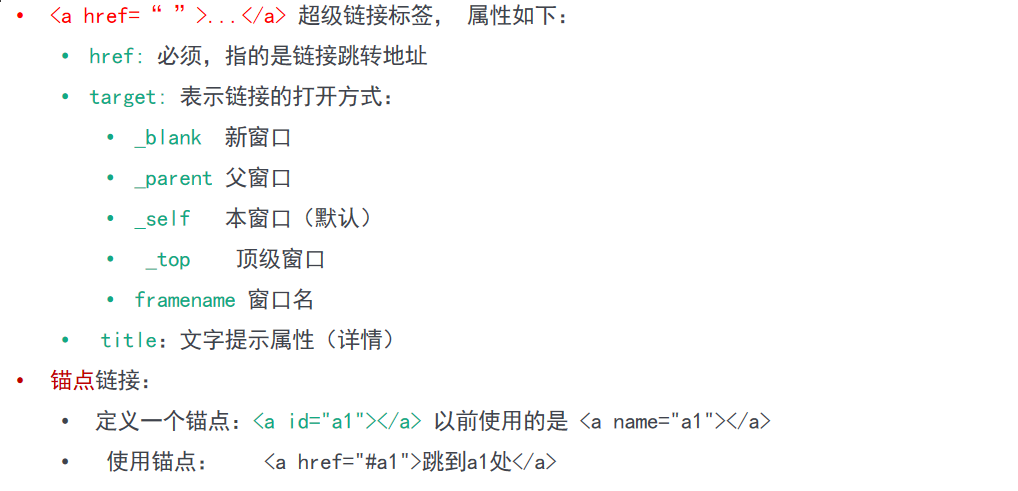 • <a href=“ ”>...</a> 超级链接标签， 属性如下：
• href: 必须，指的是链接跳转地址
• target: 表示链接的打开方式：
• _blank 新窗口
• _parent 父窗口
• _self 本窗口（默认）
• _top 顶级窗口
• framename 窗口名
• title：文字提示属性（详情）
• 锚点链接：
• 定义一个锚点：<a id="a1"></a> 以前使用的是 <a name="a1"></a>
• 使用锚点： <a href="#a1">跳到a1处</a>